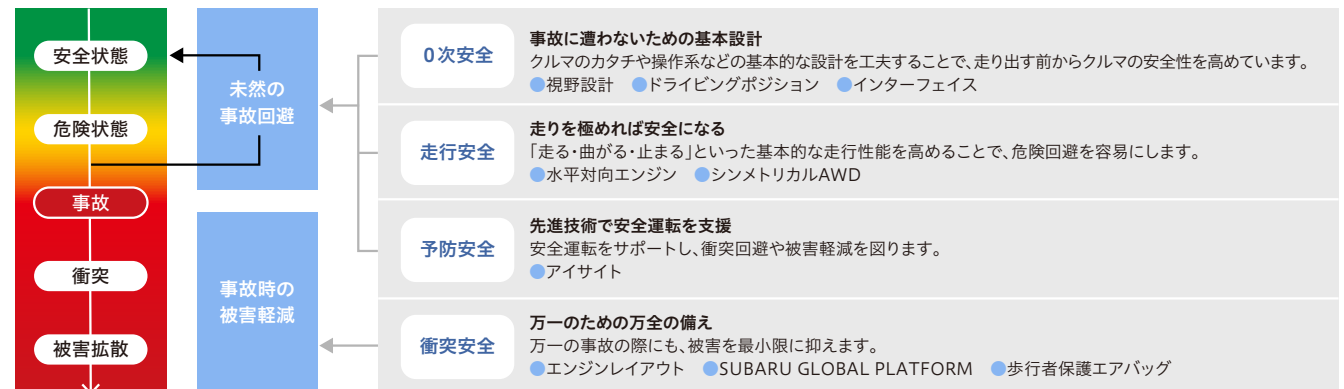 安全状態
危険状態
事故
衝突
被害拡散
未然の
事故回避
事故時の
被害軽減
0次安全
事故に遭わないための基本設計
クルマのカタチや操作系などの基本的な設計を工夫することで、走り出す前からクルマの安全性を高めています。
●視野設計 ●ドライビングポジション ●インターフェイス
走行安全
走りを極めれば安全になる
「走る・曲がる・止まる」といった基本的な走行性能を高めることで、危険回避を容易にします。
●水平対向エンジン ●シンメトリカルAWD
予防安全
先進技術で安全運転を支援
安全運転をサポートし、衝突回避や被害軽減を図ります。
●アイサイト
衝突安全
万一のための万全の備え
万一の事故の際にも、被害を最小限に抑えます。
●エンジンレイアウト ●SUBARU GLOBAL PLATFORM ●歩行者保護エアバッグ